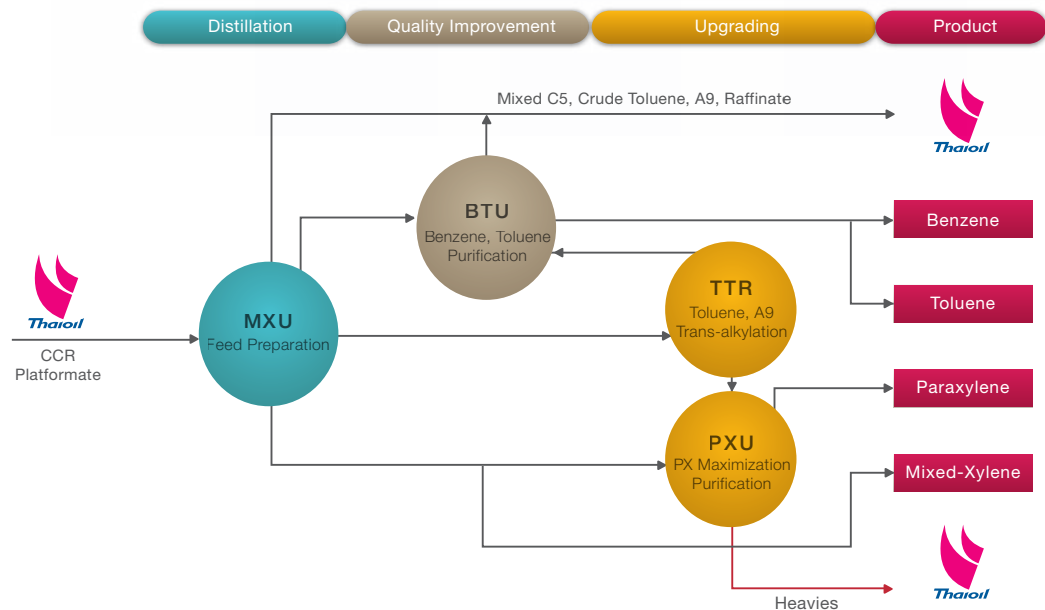 Distillation
Quality Improvement
Upgrading
Product
Mixed C5, Crude Toluene, A9, Raffinate
Thaioil
BTU
Benzene, Toluene
Purification
Benzene
TTR
Toluene, A9
Trans-alkylation
Toluene
Thaioil
CCR
Platformate
MXU
Feed Preparation
PXU
PX Maximization
Purification
Paraxylene
Mixed-Xylene
Thaioil
Heavies